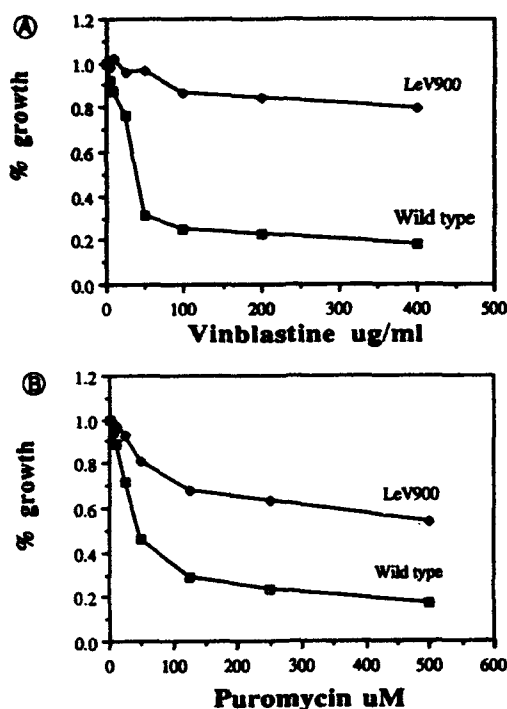 A
% growth
1.2
1.0
0.8
0.6
0.4
0.2
0.0
LeV900
Wild type
0 100 200 300 400 500
Vinblastine ug/ml
B
% growth
1.2
1.0
0.8
0.6
0.4
0.2
0.0
LeV900
Wild type
0 100 200 300 400 500 600
Puromycin uM